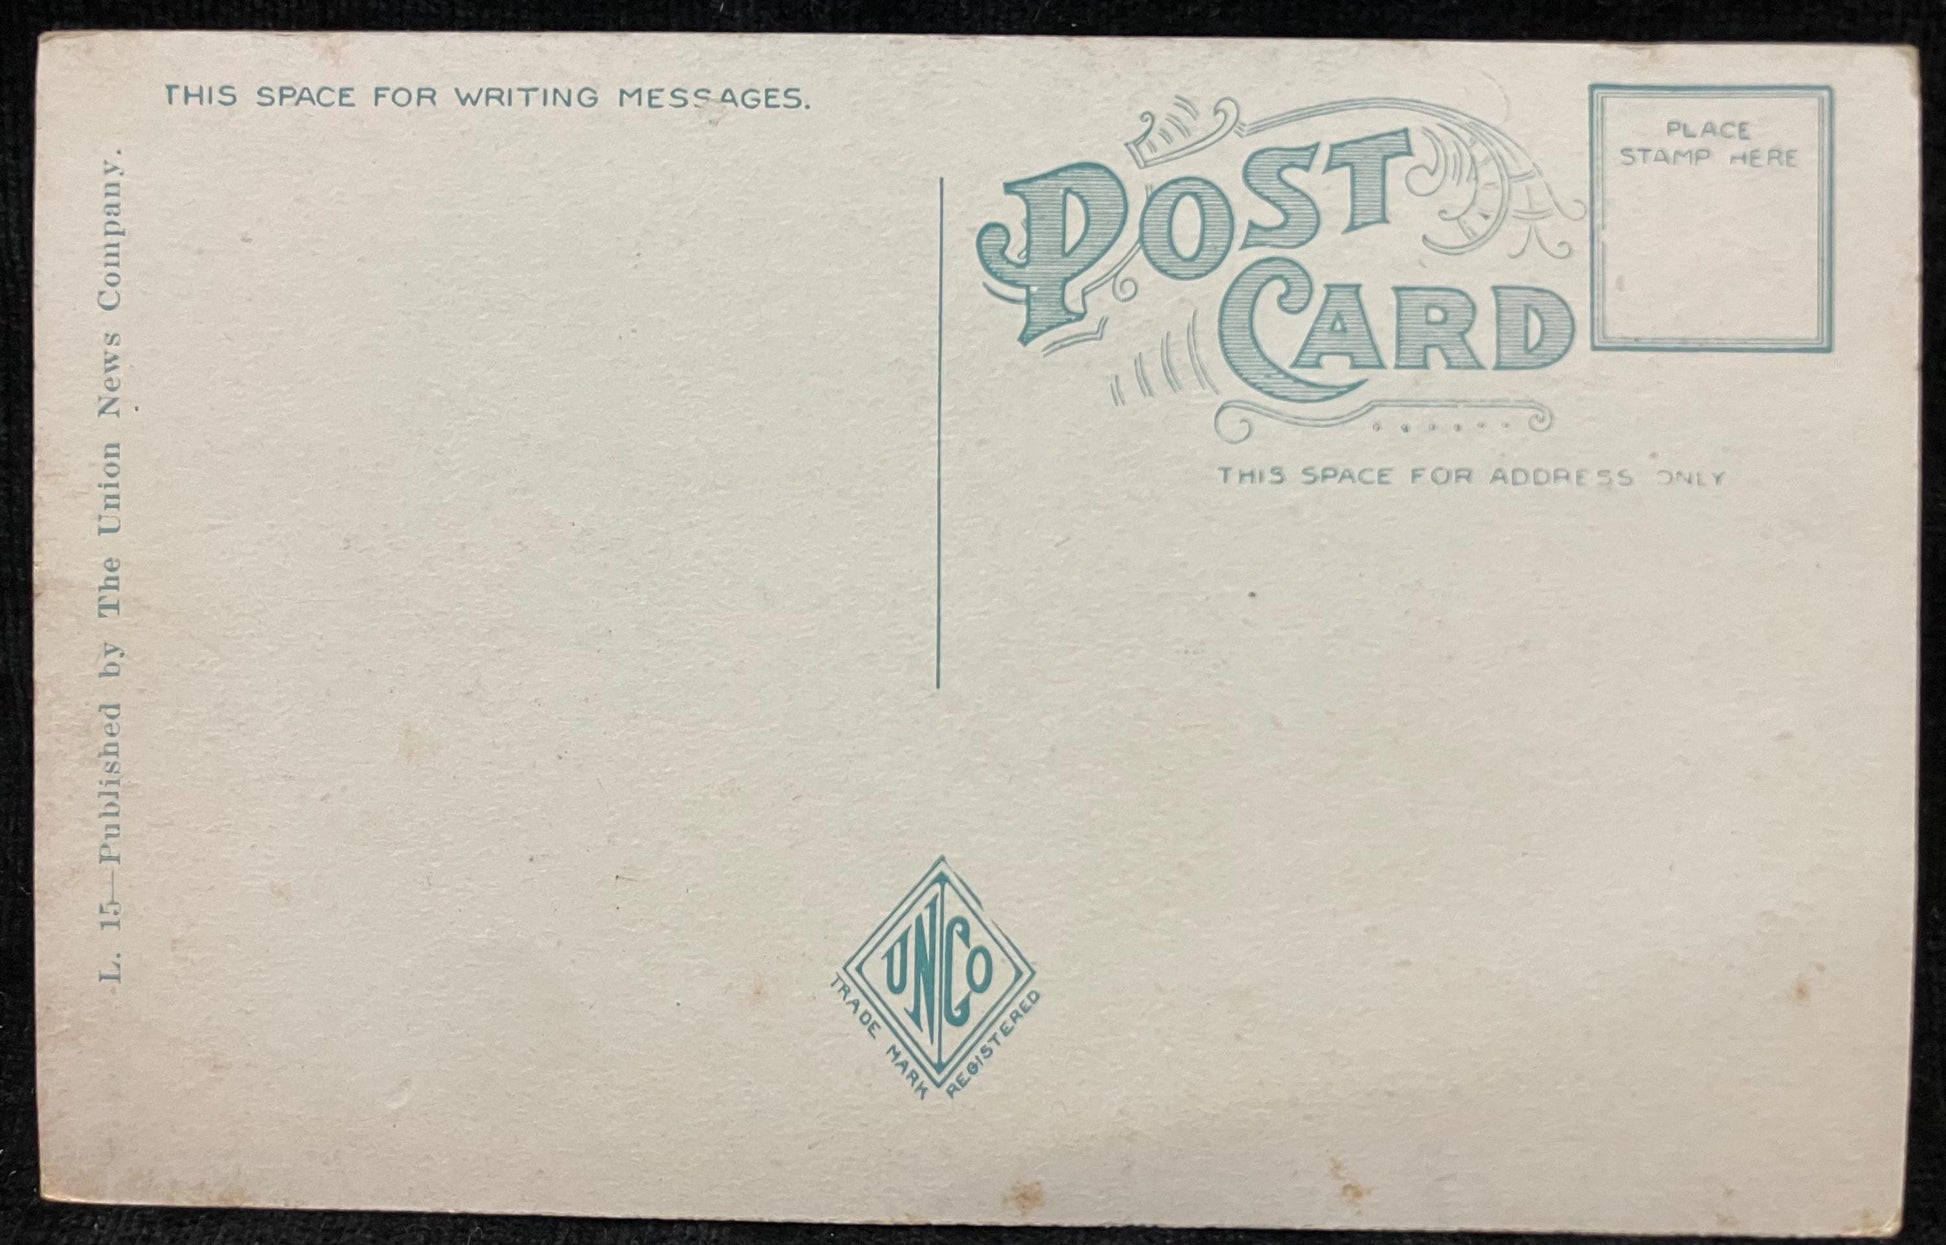 THIS SPACE FOR WRITING MESSAGES.
POST
CARD
PLACE
STAMP HERE
THIS SPACE FOR ADDRESS ONLY
L. 15—Published by The Union News Company.
UNCO
TRADE MARK REGISTERED